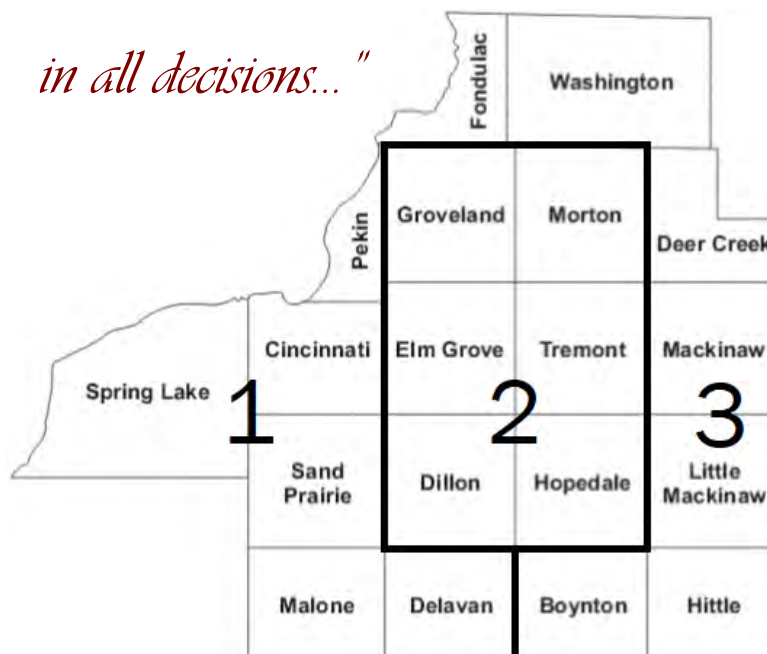 in all decisions..."
Fondulac
Washington
Pekin
Groveland
Morton
Deer Creek
Cincinnati
Elm Grove
Tremont
Mackinaw
Spring Lake
1
2
3
Sand
Prairie
Dillon
Hopedale
Little
Mackinaw
Malone
Delavan
Boynton
Hittle